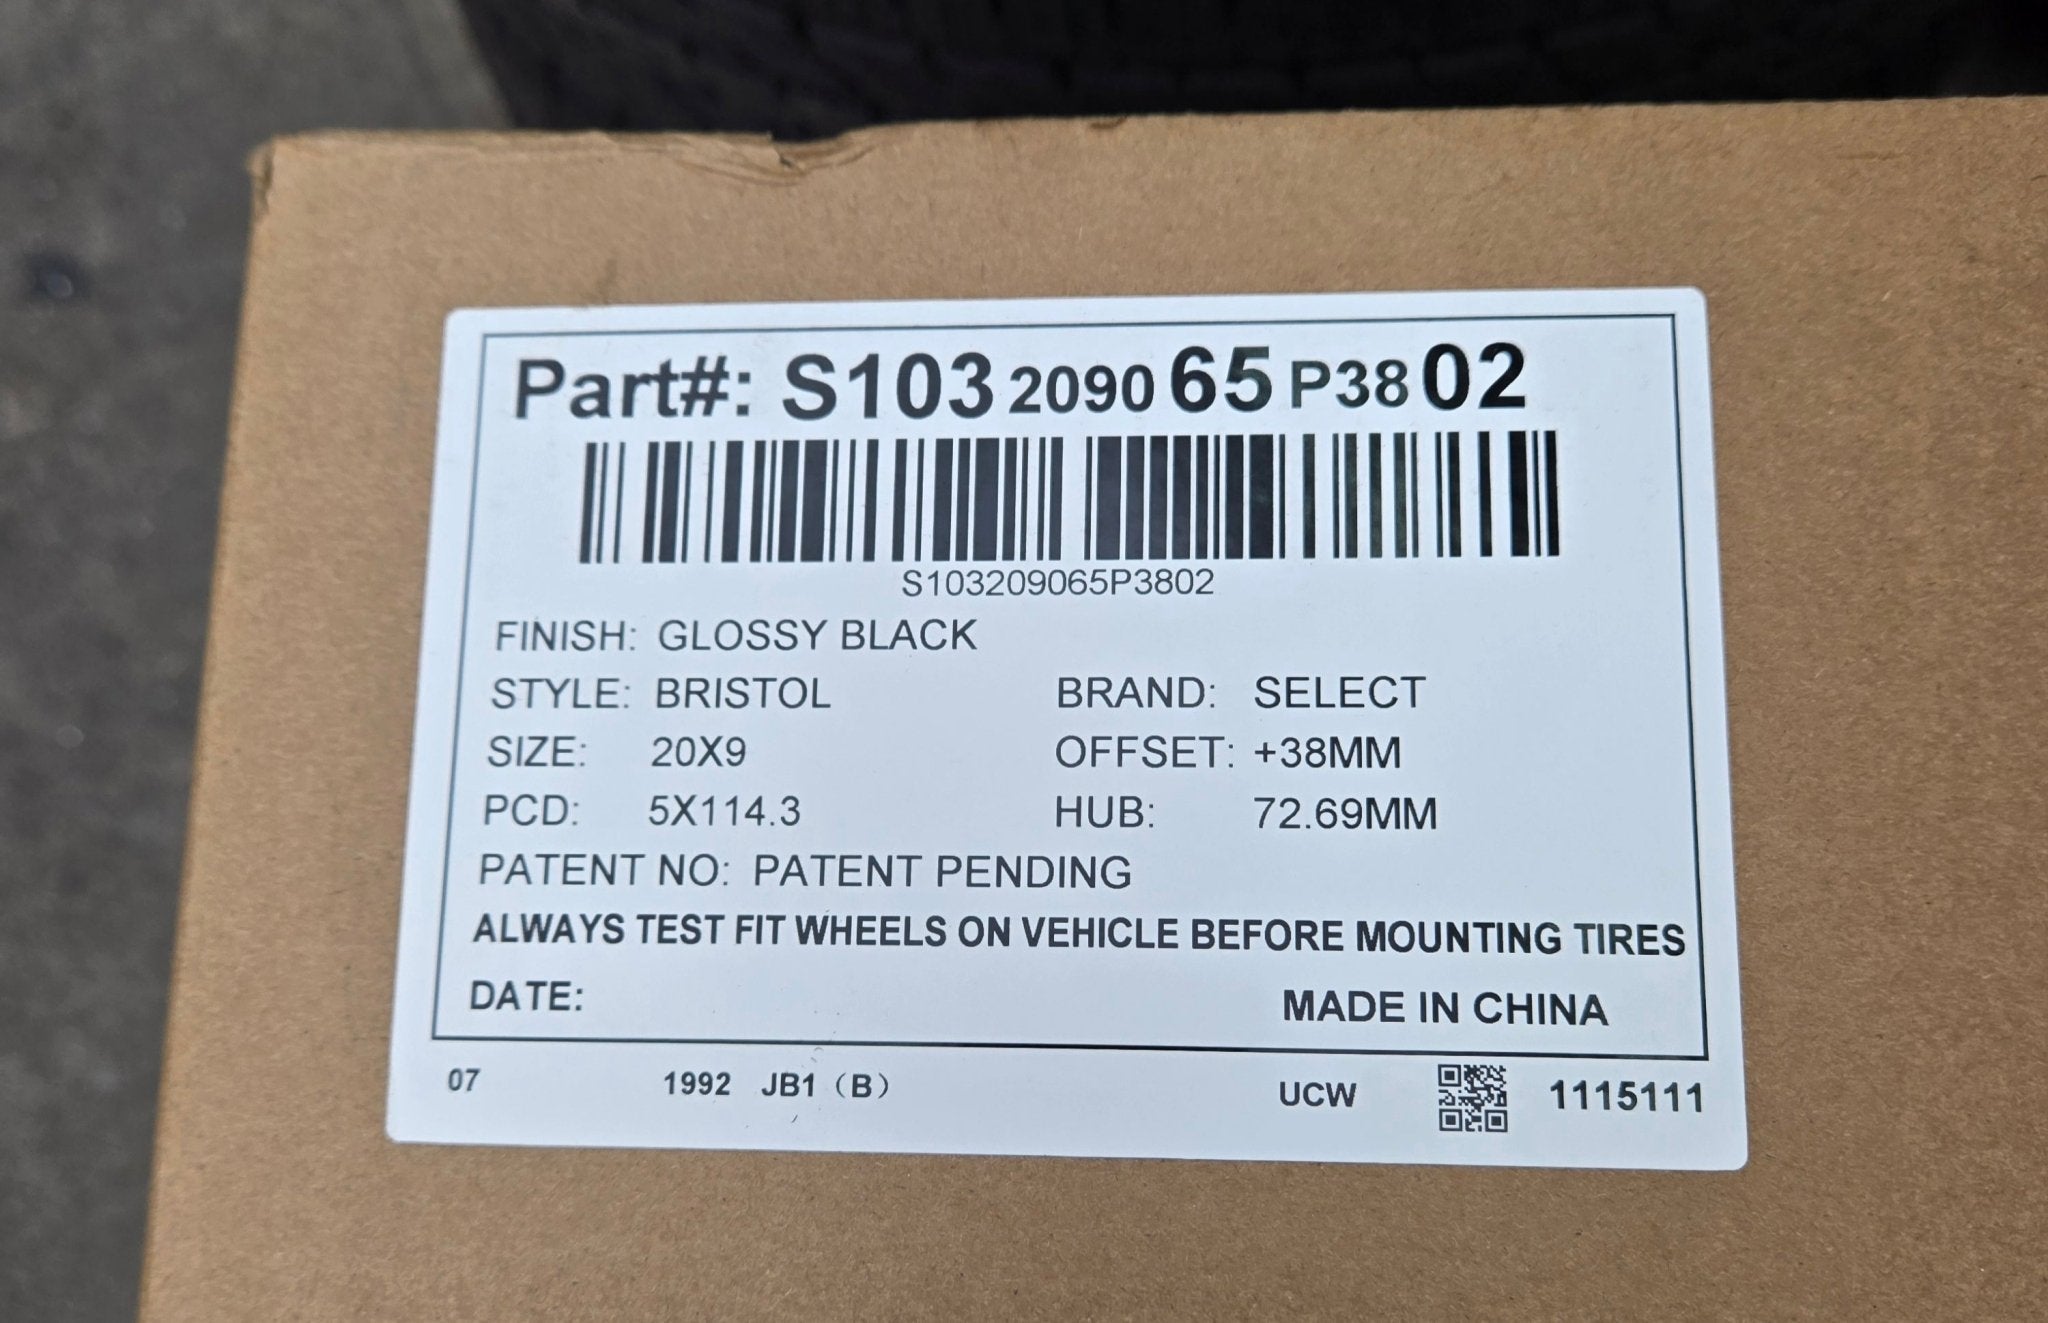 Part#: S103 2090 65 P38 02
S103209065P3802
FINISH: GLOSSY BLACK
STYLE: BRISTOL BRAND: SELECT
SIZE: 20X9 OFFSET: +38MM
PCD: 5X114.3 HUB: 72.69MM
PATENT NO: PATENT PENDING
ALWAYS TEST FIT WHEELS ON VEHICLE BEFORE MOUNTING TIRES
DATE: MADE IN CHINA
07 1992 JB1（B） UCW 1115111